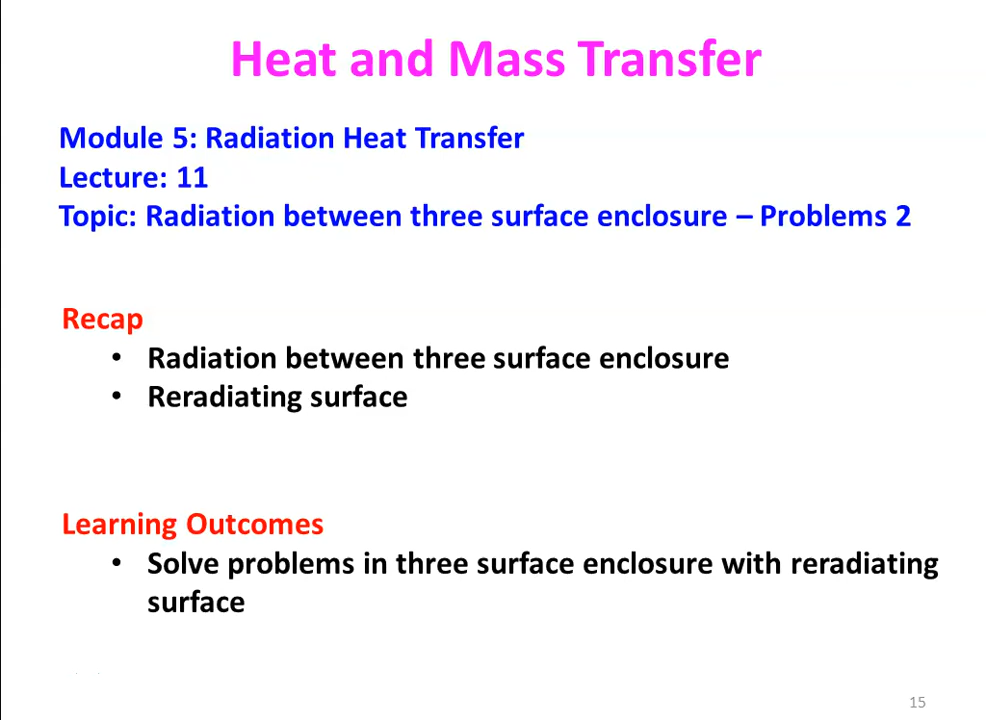 Heat and Mass Transfer
Module 5: Radiation Heat Transfer
Lecture: 11
Topic: Radiation between three surface enclosure – Problems 2
Recap
• Radiation between three surface enclosure
• Reradiating surface
Learning Outcomes
• Solve problems in three surface enclosure with reradiating
surface
15